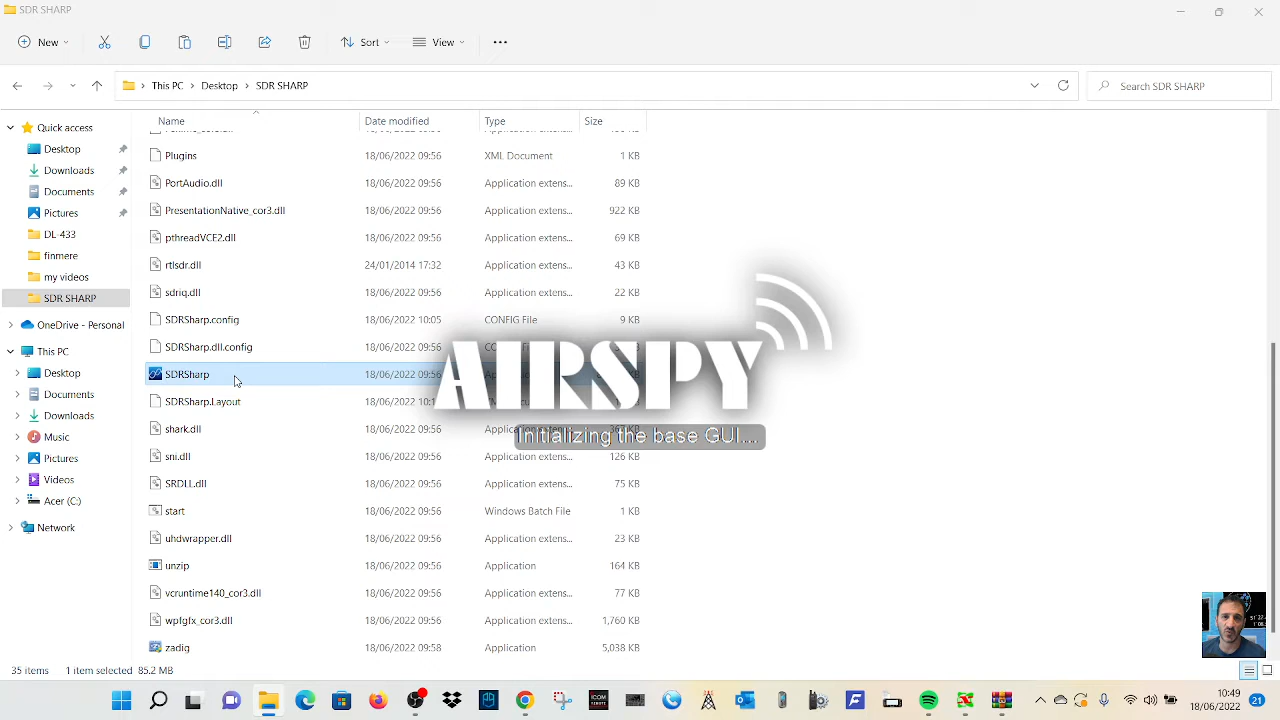 SDR SHARP
New
Sort
View
This PC
Desktop
SDR SHARP
Search SDR SHARP
Name
Date modified
Type
Size
Quick access
Desktop
Downloads
Documents
Pictures
DL-433
finmere
my videos
SDR SHARP
OneDrive - Personal
This PC
Desktop
Documents
Downloads
Music
Pictures
Videos
Acer (C:)
Network
Plugins 18/06/2022 09:56 XML Document 1 KB
PortAudio.dll 18/06/2022 09:56 Application extens... 89 KB
PresentationNative_cor3.dll 18/06/2022 09:56 Application extens... 922 KB
pthreadVCE2.dll 18/06/2022 09:56 Application extens... 69 KB
rtlsdr.dll 24/01/2014 17:32 Application extens... 43 KB
sdriq.dll 18/06/2022 09:56 Application extens... 22 KB
SDRSharp.config 18/06/2022 10:05 CONFIG File 9 KB
SDRSharp.dll.config 18/06/2022 09:56
SDRSharp 18/06/2022 09:56
SDRSharp.Layout 18/06/2022
shark.dll 18/06/2022 09:56
sni.dll 18/06/2022 09:56 Application extens... 126 KB
SRDLL.dll 18/06/2022 09:56 Application extens... 75 KB
start 18/06/2022 09:56 Windows Batch File 1 KB
uhdwrapper.dll 18/06/2022 09:56 Application extens... 23 KB
unzip 18/06/2022 09:56 Application 164 KB
vcruntime140_cor3.dll 18/06/2022 09:56 Application extens... 77 KB
wpfgfx_cor3.dll 18/06/2022 09:56 Application extens... 1,760 KB
zadig 18/06/2022 09:58 Application 5,038 KB
AIRSPY
Initializing the base GUI....
35 items 1 item selected 85.2 MB
ICOM
REMOTE
10:49
18/06/2022
21